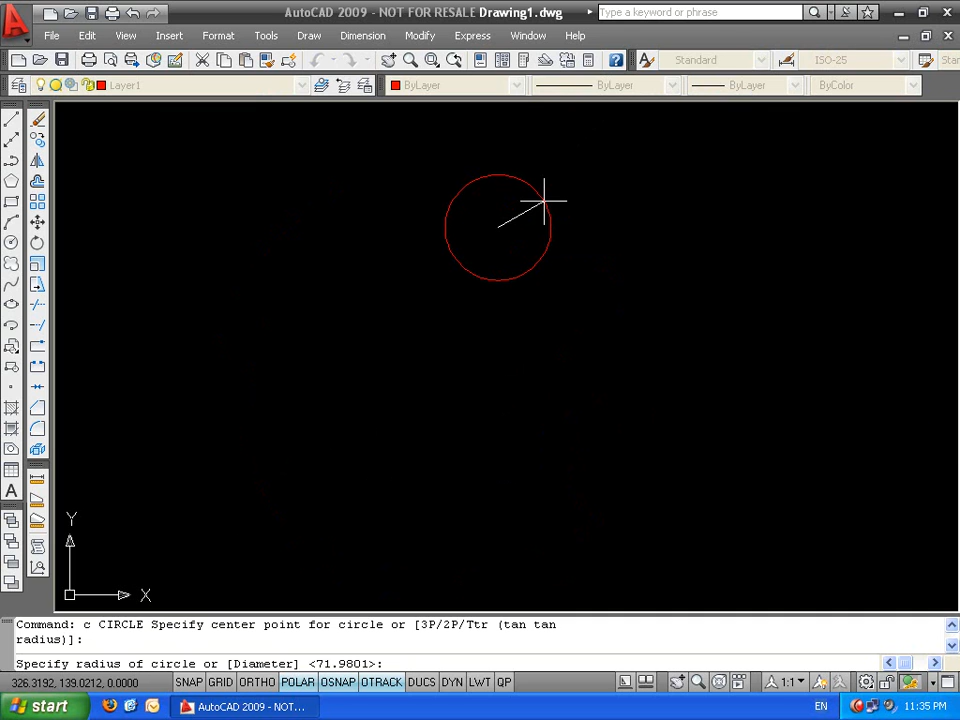 AutoCAD 2009 - NOT FOR RESALE Drawing1.dwg
Type a keyword or phrase
File Edit View Insert Format Tools Draw Dimension Modify Express Window Help
Standard ISO-25 Stan
Layer1 ByLayer ByLayer ByLayer ByColor
A
Y
X
Command: c CIRCLE Specify center point for circle or [3P/2P/Ttr (tan tan
radius)]:
Specify radius of circle or [Diameter] <71.9801>:
326.3192, 139.0212, 0.0000 SNAP GRID ORTHO POLAR OSNAP OTRACK DUCS DYN LWT QP 1:1
start AutoCAD 2009 - NOT... EN 11:35 PM